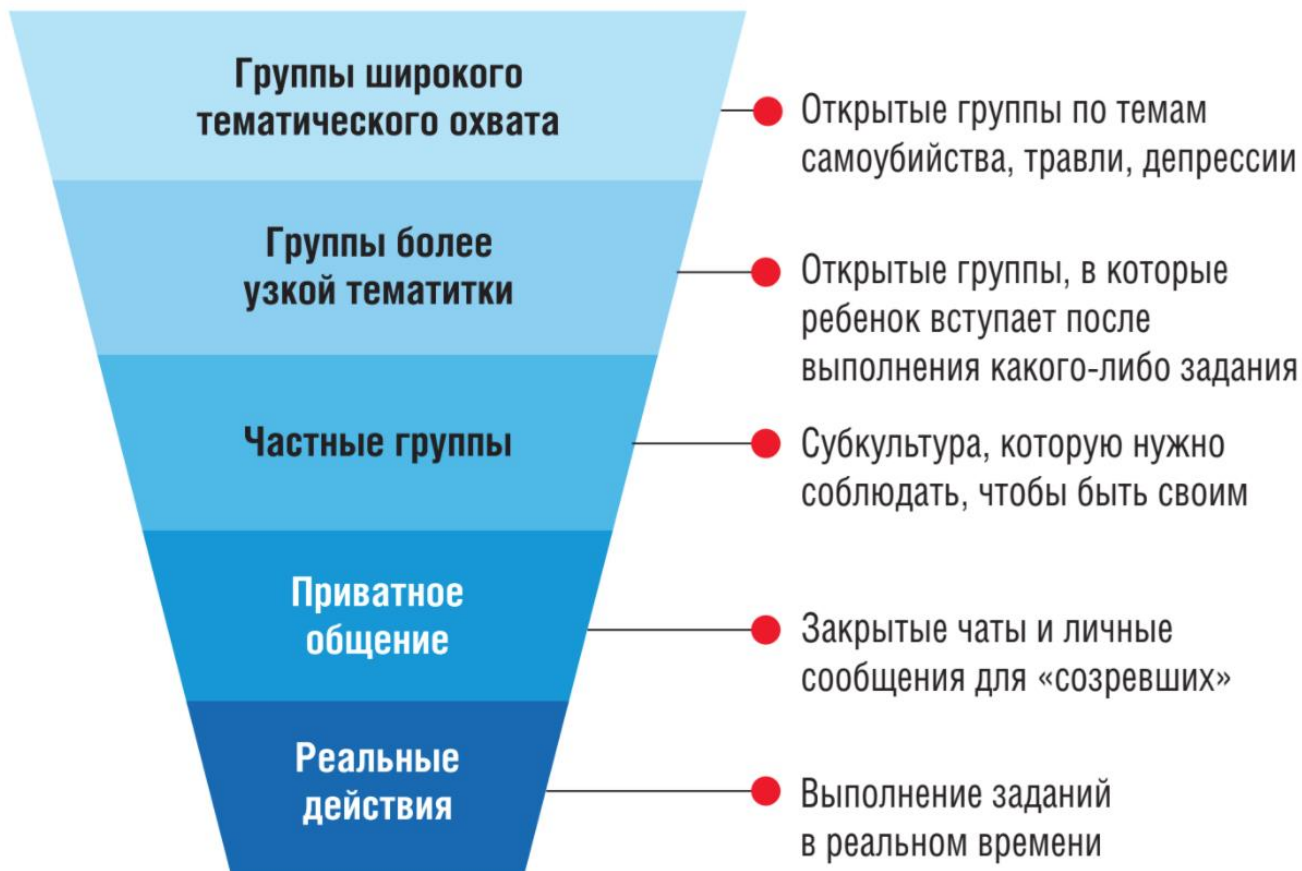 Группы широкого
тематического охвата
Открытые группы по темам
самоубийства, травли, депрессии
Группы более
узкой тематитки
Открытые группы, в которые
ребенок вступает после
выполнения какого-либо задания
Частные группы
Субкультура, которую нужно
соблюдать, чтобы быть своим
Приватное
общение
Закрытые чаты и личные
сообщения для «созревших»
Реальные
действия
Выполнение заданий
в реальном времени